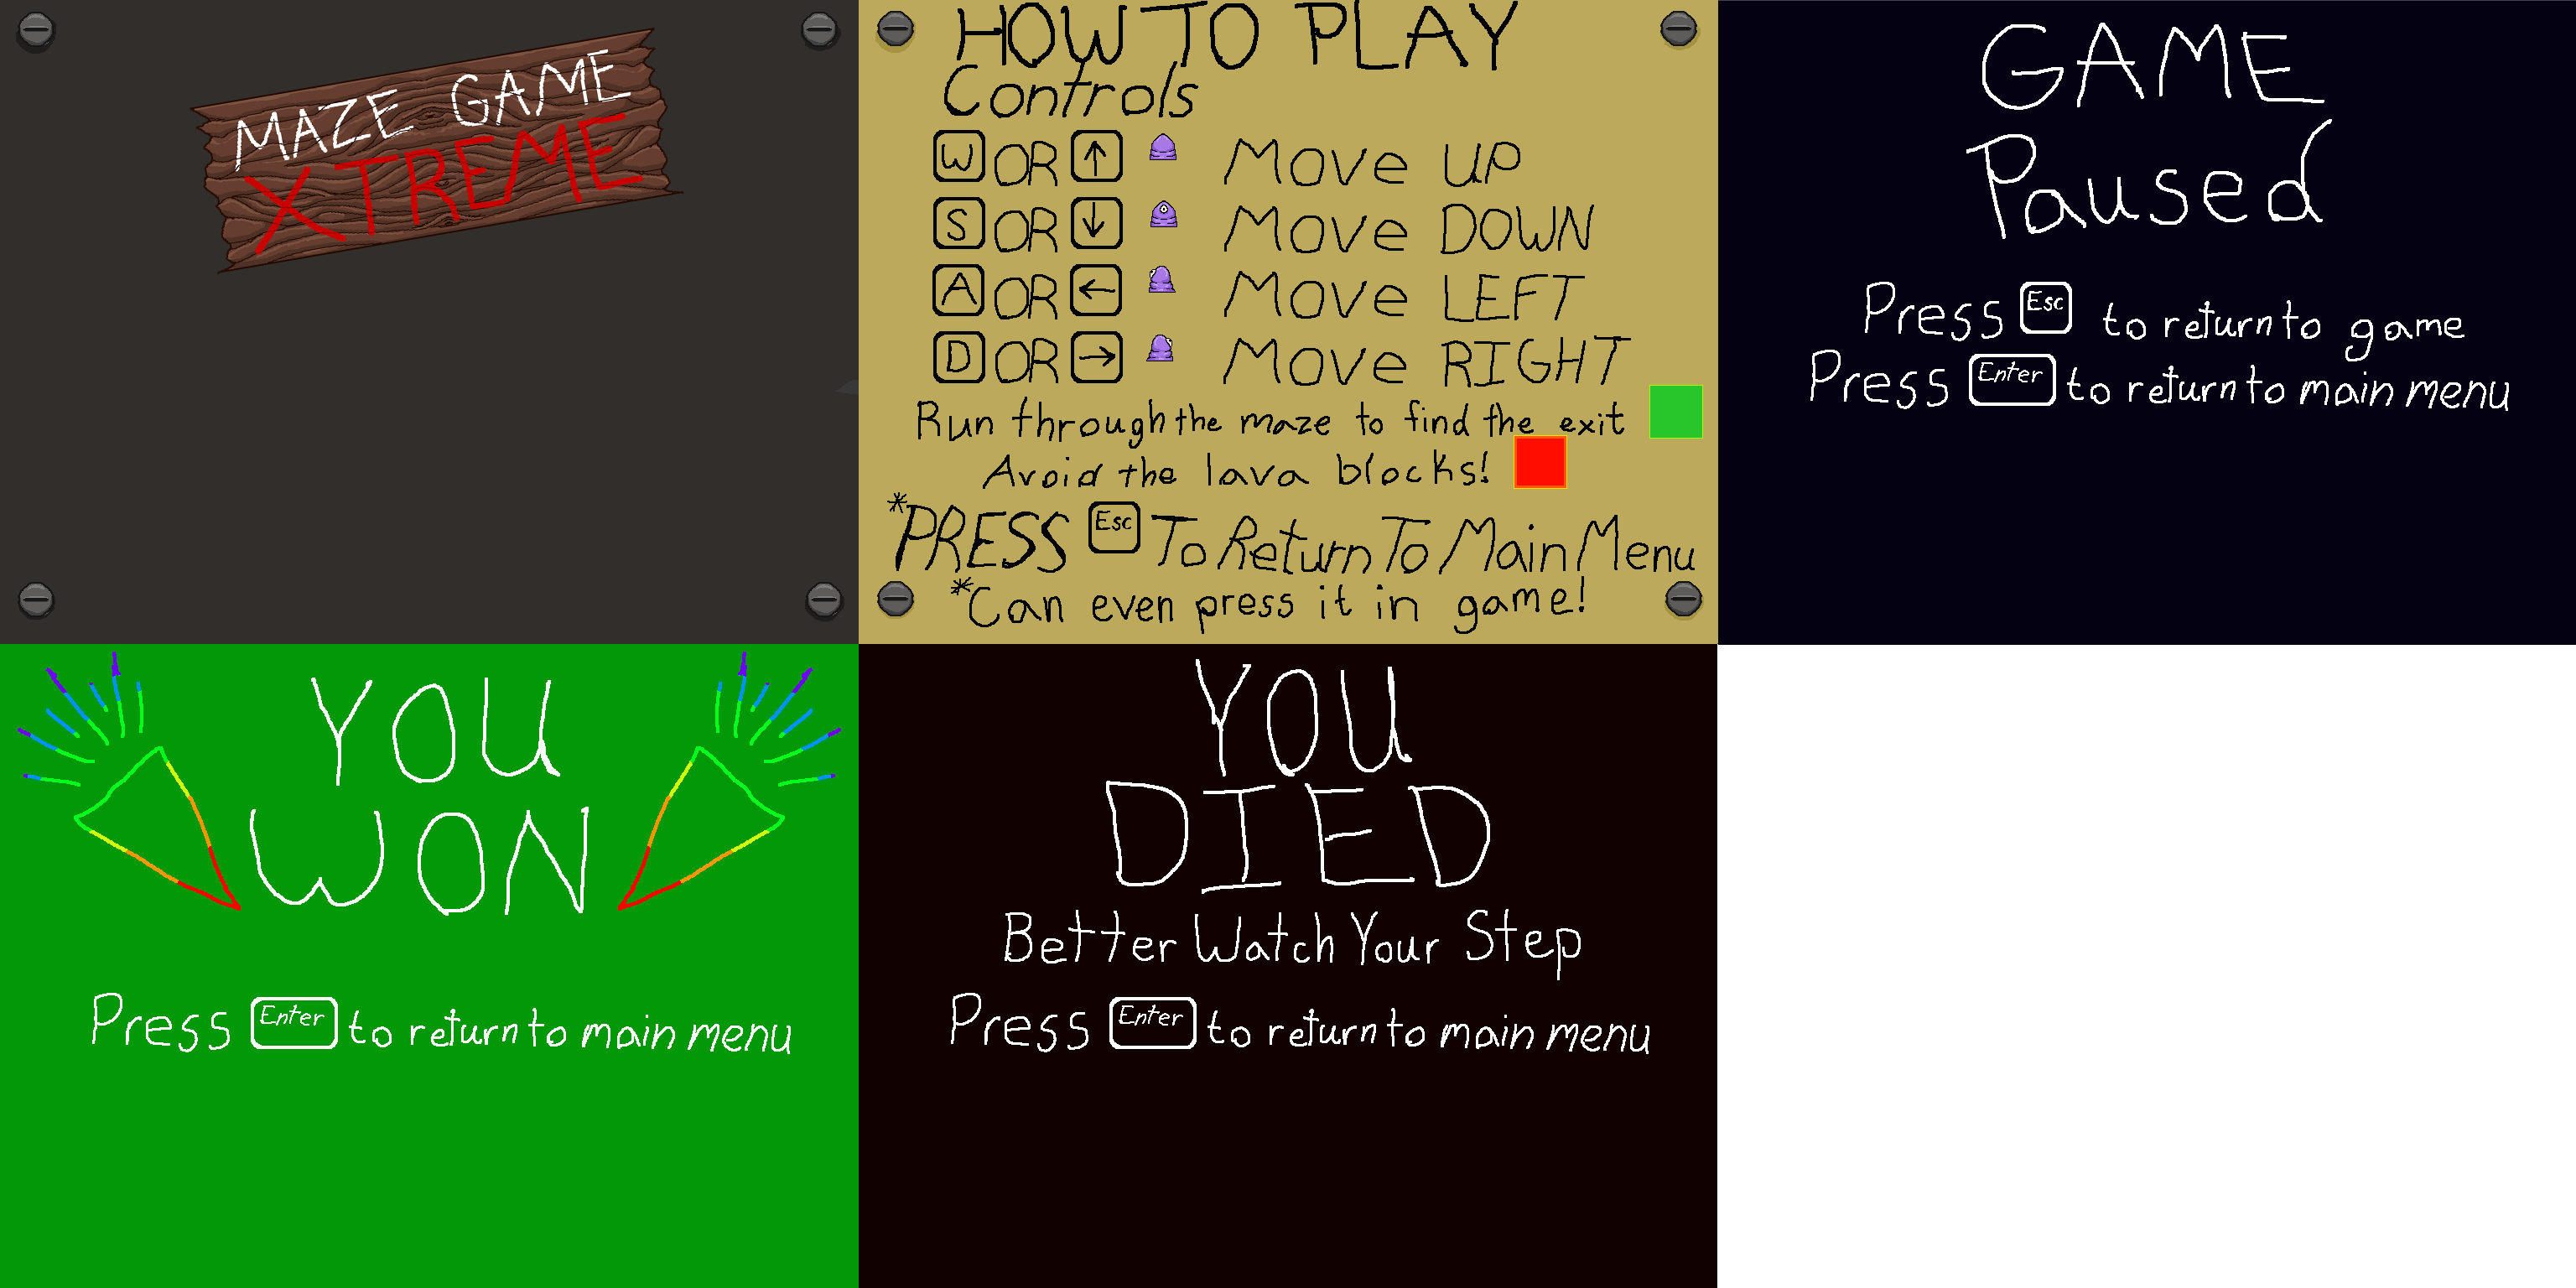 MAZE GAME
XTREME
HOW TO PLAY
Controls
W OR ↑ Move UP
S OR ↓ Move DOWN
A OR ← Move LEFT
D OR → Move RIGHT
Run through the maze to find the exit
Avoid the lava blocks!
*PRESS Esc To Return To Main Menu
*Can even press it in game!
GAME
Paused
Press Esc to return to game
Press Enter to return to main menu
YOU
WON
Press Enter to return to main menu
YOU
DIED
Better Watch Your Step
Press Enter to return to main menu